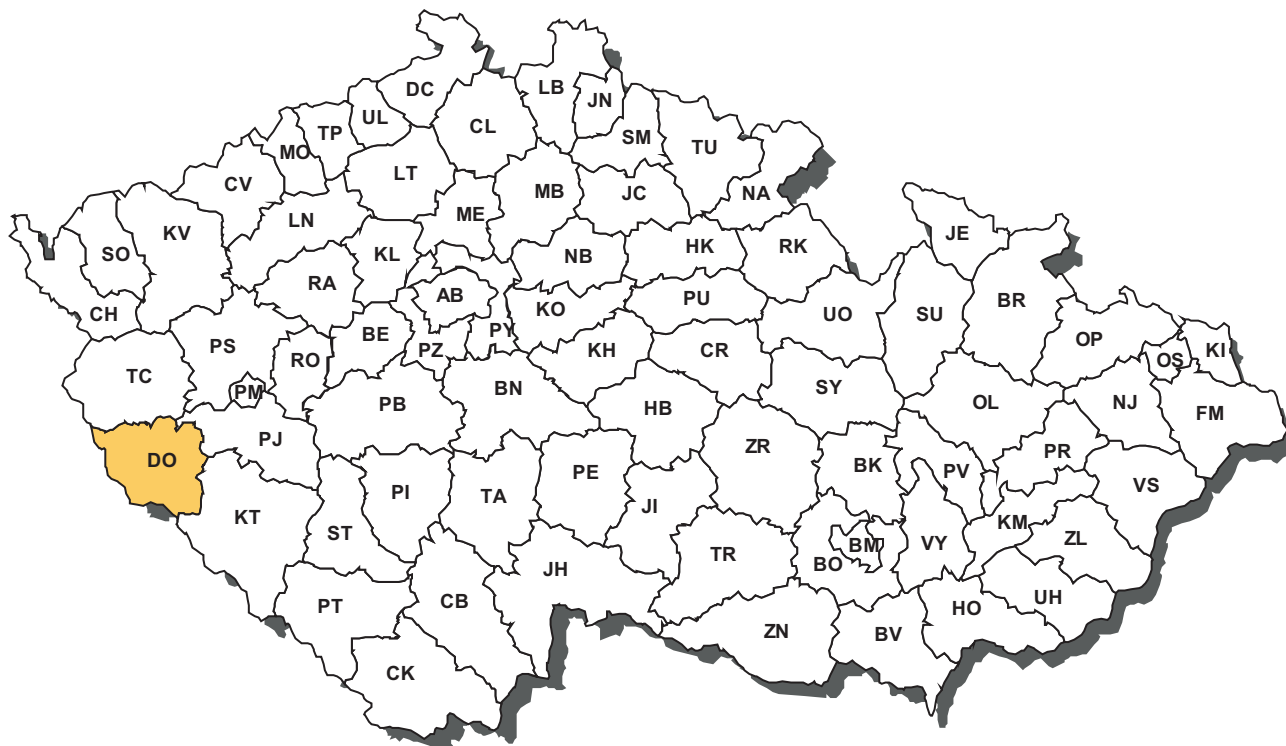 DC
LB
JN
UL
TP
CL
SM
TU
MO
LT
CV
MB
JC
NA
ME
LN
KV
SO
HK
RK
JE
KL
NB
RA
AB
PU
BR
CH
KO
UO
SU
PY
OP
BE
PS
KH
CR
PZ
RO
OS
KI
TC
SY
PM
BN
PB
HB
OL
NJ
FM
PJ
ZR
PR
DO
PE
BK
PV
VS
PI
TA
JI
KT
KM
ST
ZL
VY
BM
TR
BO
JH
UH
CB
PT
HO
ZN
BV
CK